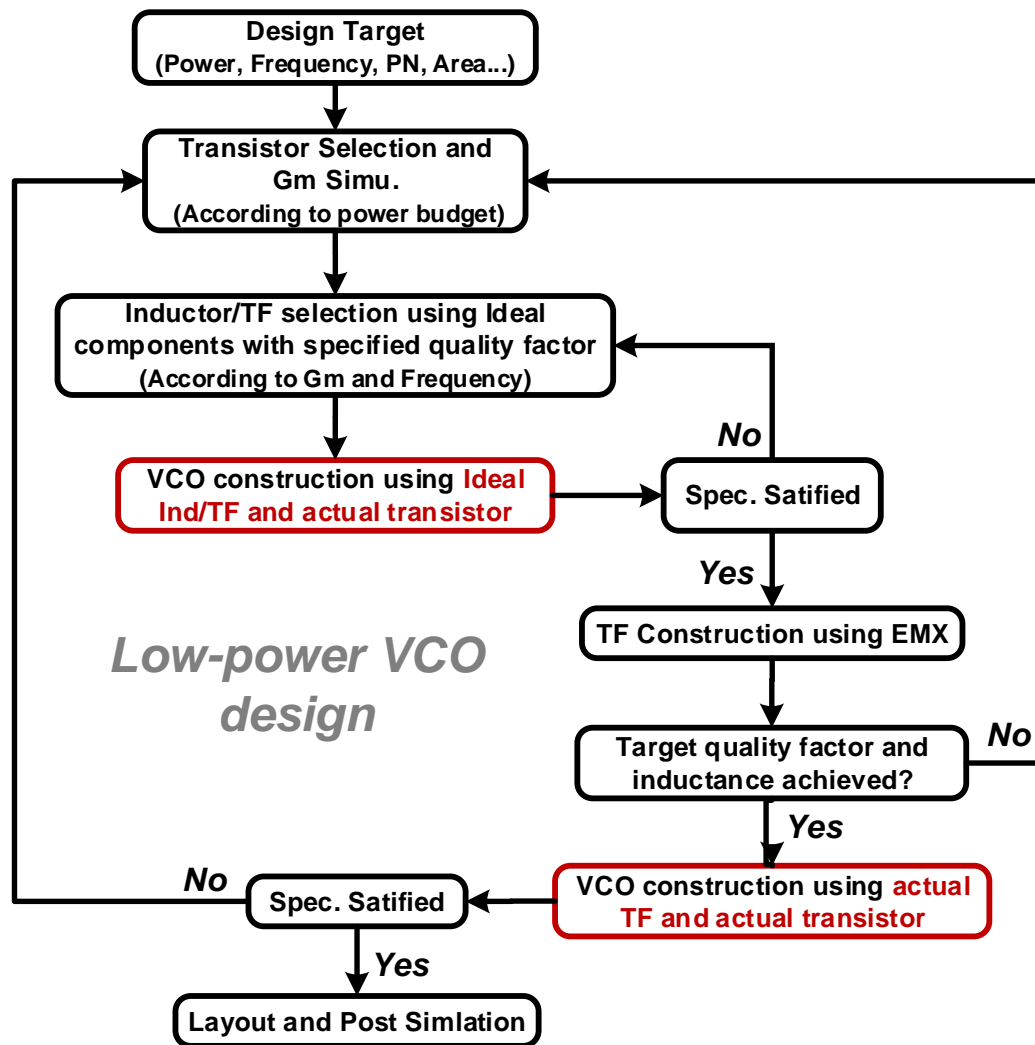 Design Target
(Power, Frequency, PN, Area...)
Transistor Selection and
Gm Simu.
(According to power budget)
Inductor/TF selection using Ideal
components with specified quality factor
(According to Gm and Frequency)
No
VCO construction using Ideal
Ind/TF and actual transistor
Spec. Satified
Yes
TF Construction using EMX
Low-power VCO
design
Target quality factor and
inductance achieved?
No
Yes
VCO construction using actual
TF and actual transistor
No
Spec. Satified
Yes
Layout and Post Simlation